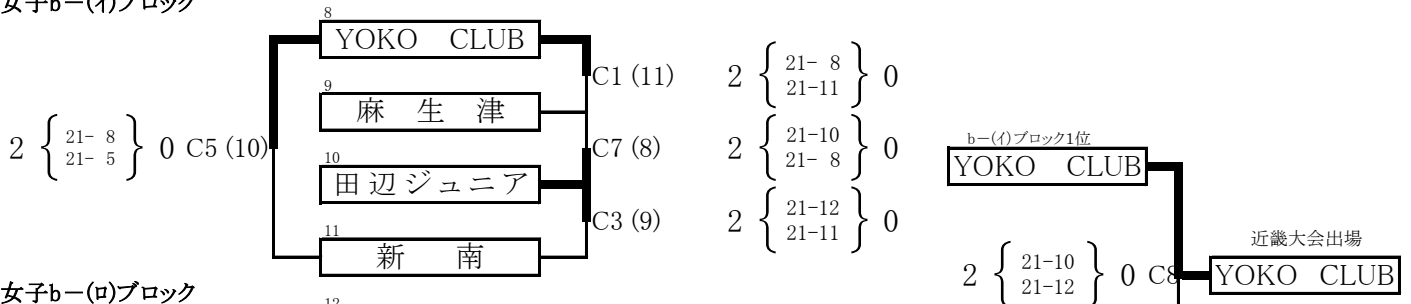 女子b－(ｲ)ブロック
8
YOKO CLUB
C1 (11)
2 { 21- 8 } 0
21-11
9
麻 生 津
2 { 21- 8 } 0 C5 (10)
21- 5
C7 (8)
2 { 21-10 } 0
21- 8
b－(ｲ)ブロック1位
YOKO CLUB
10
田辺ジュニア
C3 (9)
2 { 21-12 } 0
21-11
11
新 南
近畿大会出場
YOKO CLUB
2 { 21-10 } 0 C8
21-12
女子b－(ﾛ)ブロック
12